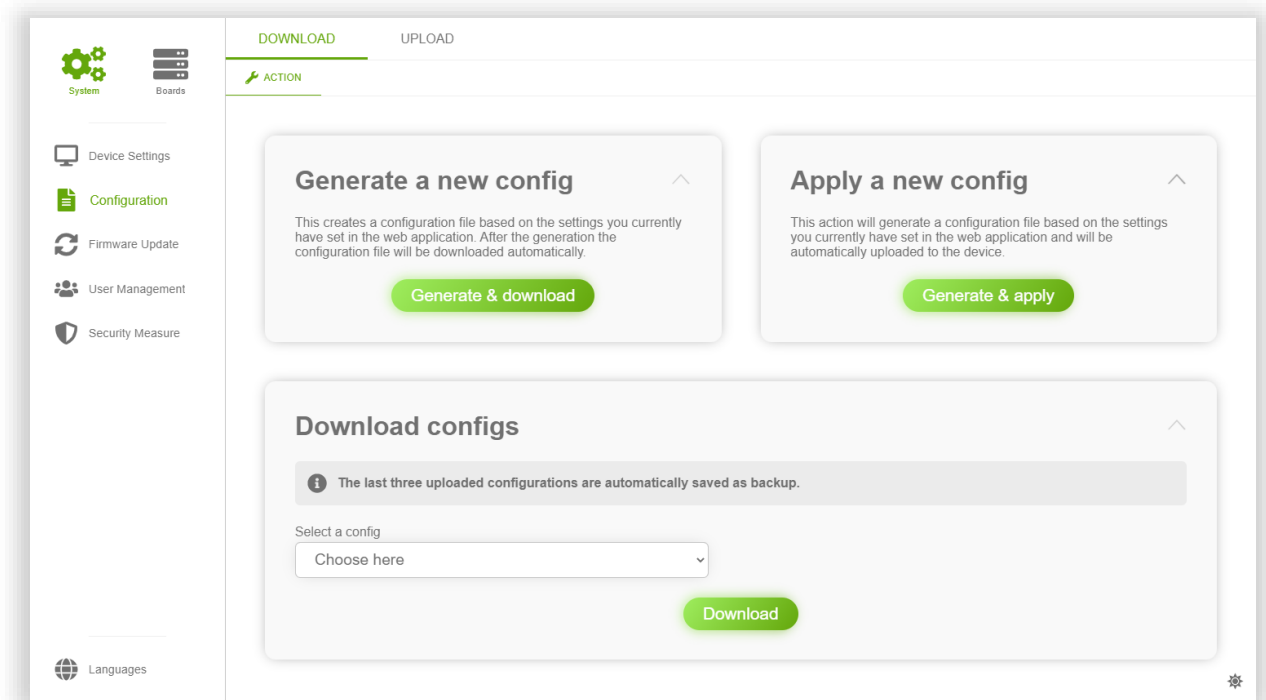 System
Boards
Device Settings
Configuration
Firmware Update
User Management
Security Measure
Languages
DOWNLOAD
UPLOAD
ACTION
Generate a new config
This creates a configuration file based on the settings you currently
have set in the web application. After the generation the
configuration file will be downloaded automatically.
Generate & download
Apply a new config
This action will generate a configuration file based on the settings
you currently have set in the web application and will be
automatically uploaded to the device.
Generate & apply
Download configs
The last three uploaded configurations are automatically saved as backup.
Select a config
Choose here
Download